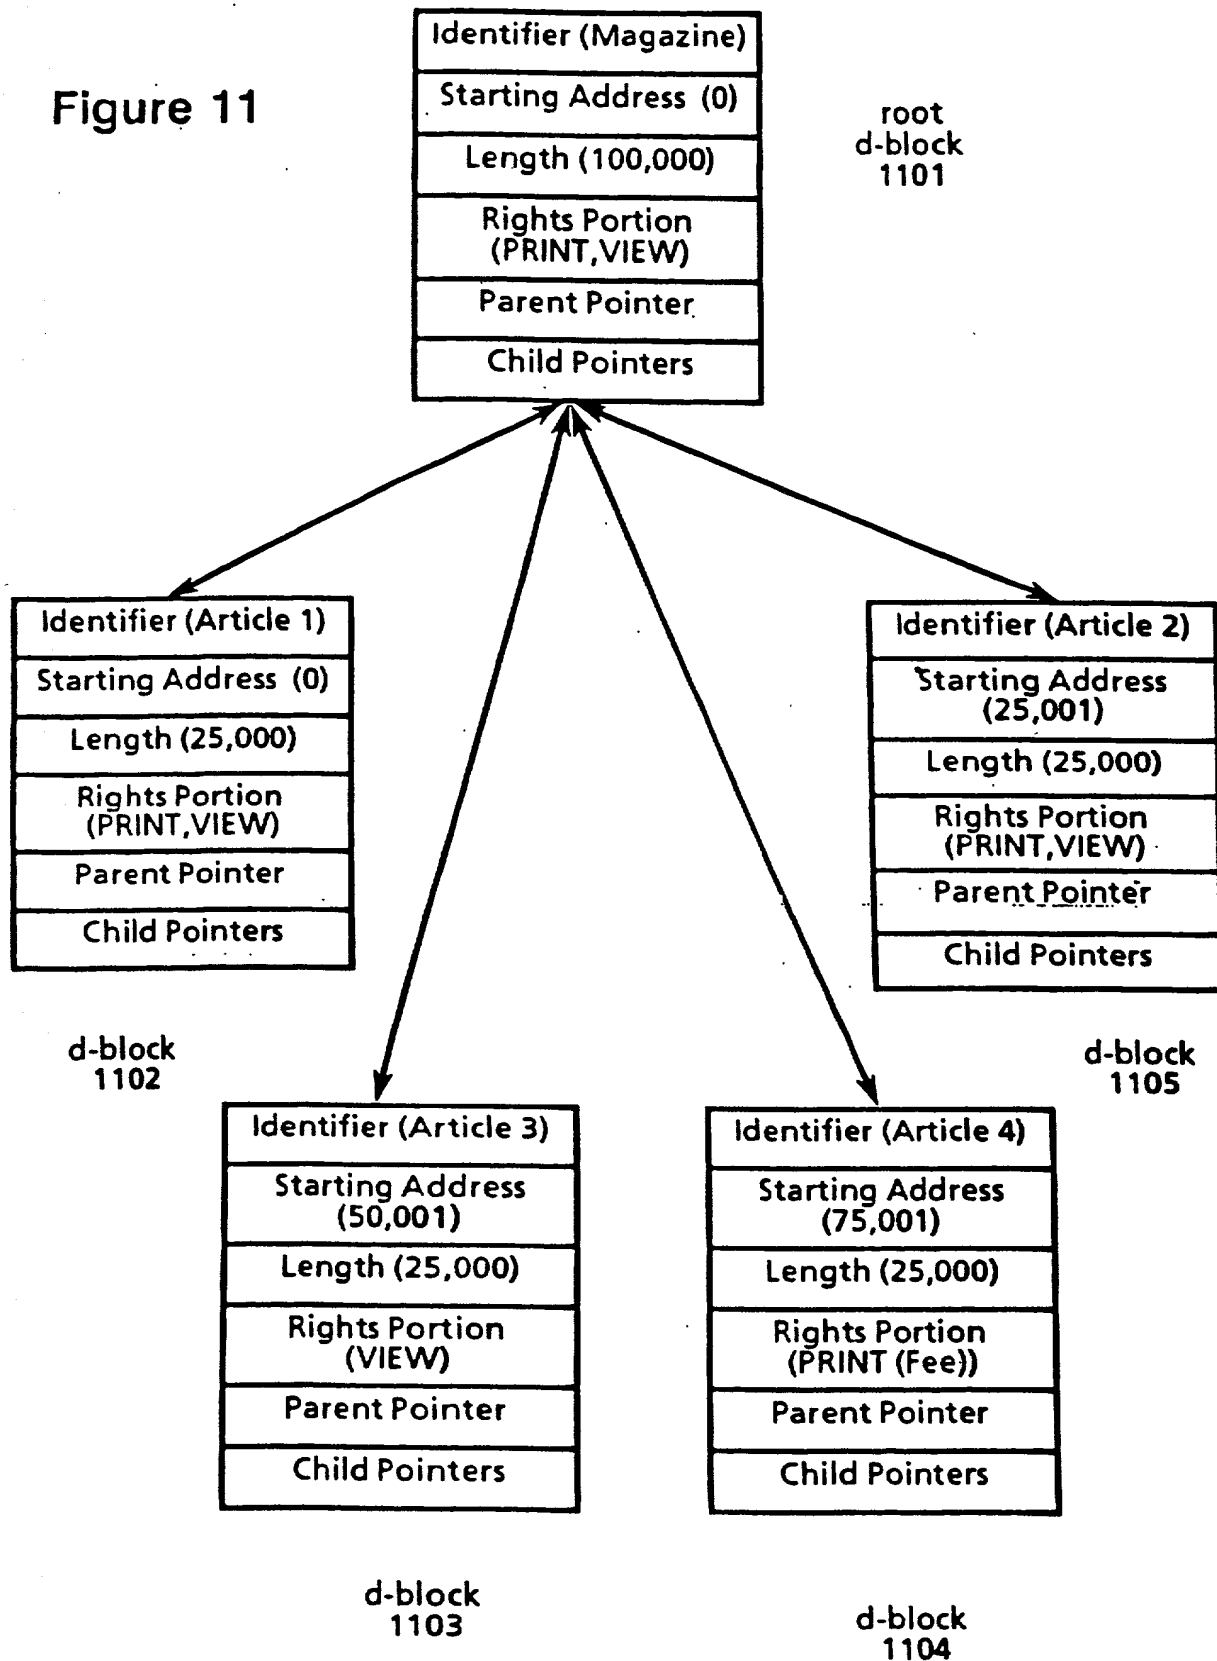 Figure 11
Identifier (Magazine)
Starting Address (0)
Length (100,000)
Rights Portion
(PRINT,VIEW)
Parent Pointer
Child Pointers
root
d-block
1101
Identifier (Article 1)
Starting Address (0)
Length (25,000)
Rights Portion
(PRINT,VIEW)
Parent Pointer
Child Pointers
d-block
1102
Identifier (Article 2)
Starting Address
(25,001)
Length (25,000)
Rights Portion
(PRINT,VIEW)
Parent Pointer
Child Pointers
d-block
1105
Identifier (Article 3)
Starting Address
(50,001)
Length (25,000)
Rights Portion
(VIEW)
Parent Pointer
Child Pointers
d-block
1103
Identifier (Article 4)
Starting Address
(75,001)
Length (25,000)
Rights Portion
(PRINT (Fee))
Parent Pointer
Child Pointers
d-block
1104